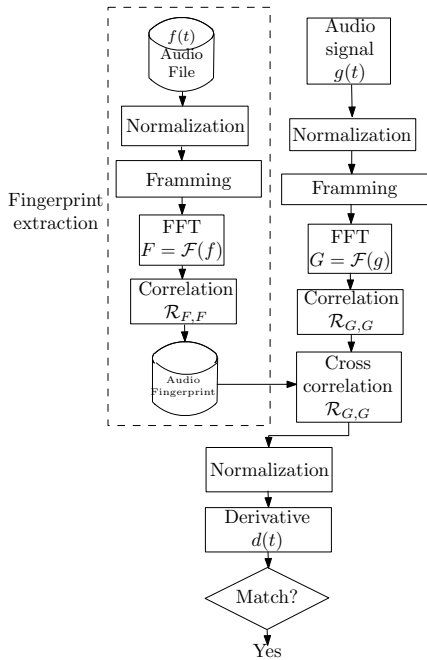 f(t)
Audio
File
Normalization
Framming
Fingerprint
extraction
FFT
F = ℱ(f)
Correlation
ℛ_{F,F}
Audio
Fingerprint
Audio
signal
g(t)
Normalization
Framming
FFT
G = ℱ(g)
Correlation
ℛ_{G,G}
Cross
correlation
ℛ_{G,G}
Normalization
Derivative
d(t)
Match?
Yes